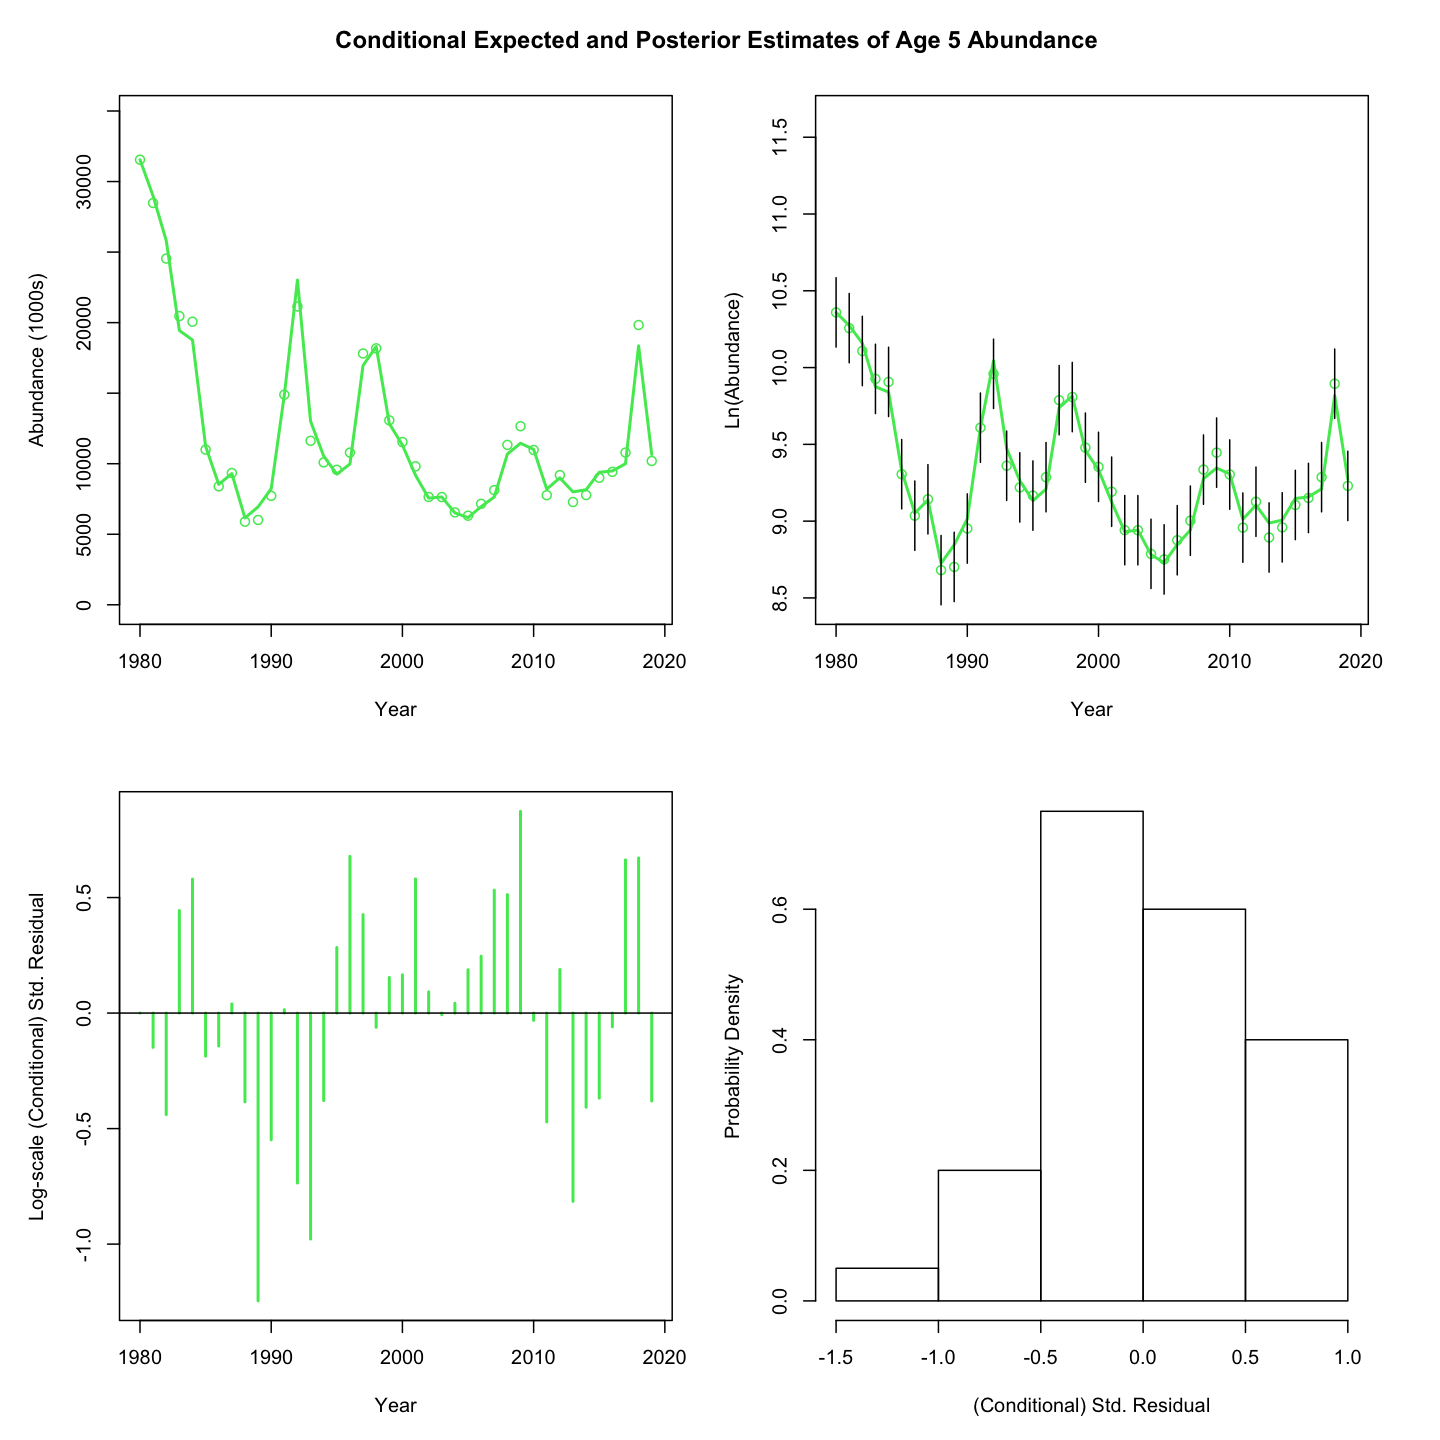 Conditional Expected and Posterior Estimates of Age 5 Abundance
Abundance (1000s)
30000
20000
10000
5000
0
1980 1990 2000 2010 2020
Year
Ln(Abundance)
11.5
11.0
10.5
10.0
9.5
9.0
8.5
1980 1990 2000 2010 2020
Year
Log-scale (Conditional) Std. Residual
0.5
0.0
-0.5
-1.0
1980 1990 2000 2010 2020
Year
Probability Density
0.6
0.4
0.2
0.0
-1.5 -1.0 -0.5 0.0 0.5 1.0
(Conditional) Std. Residual